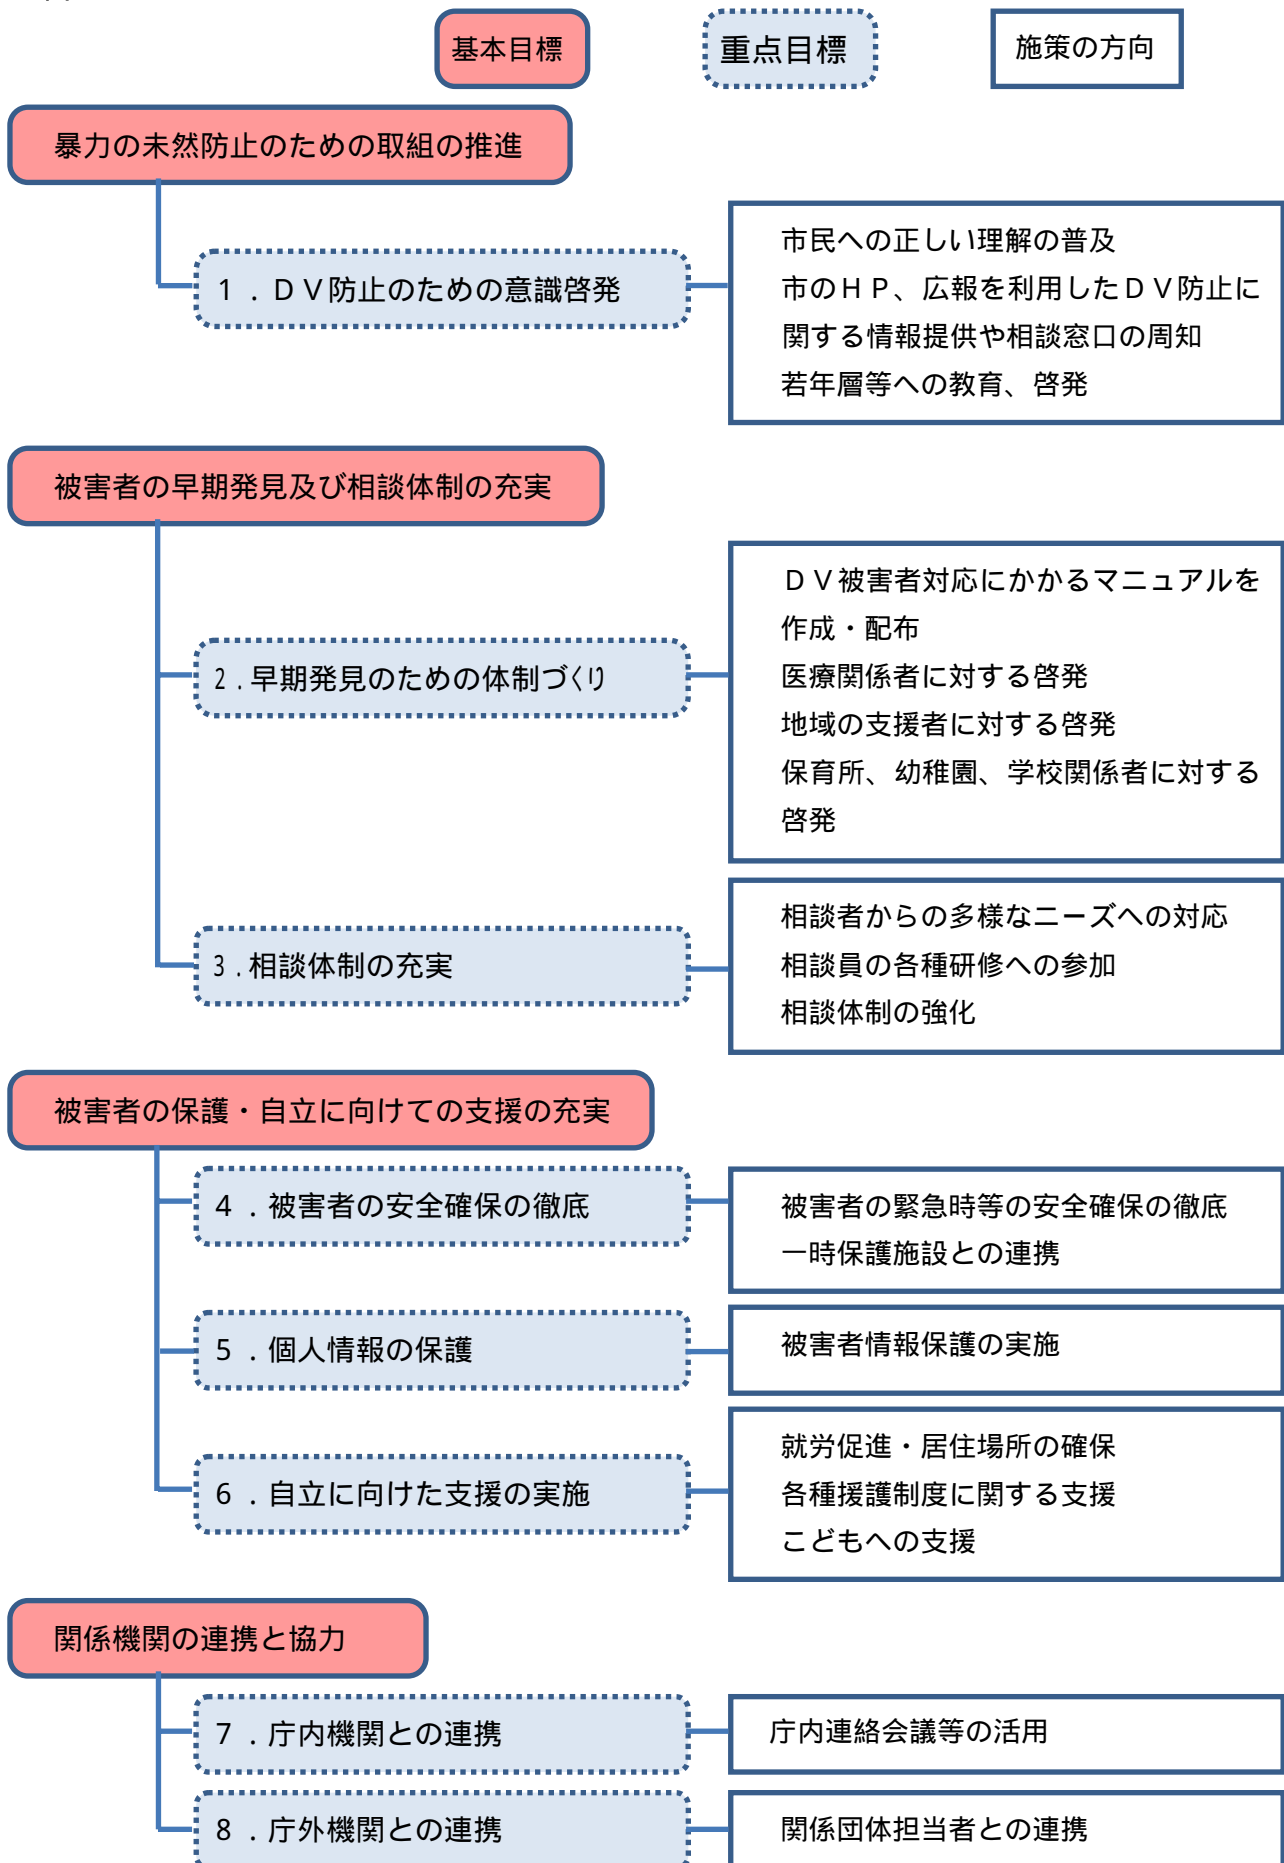 基本目標
重点目標
施策の方向
暴力の未然防止のための取組の推進
１．ＤＶ防止のための意識啓発
市民への正しい理解の普及
市のＨＰ、広報を利用したＤＶ防止に
関する情報提供や相談窓口の周知
若年層等への教育、啓発
被害者の早期発見及び相談体制の充実
２．早期発見のための体制づくり
ＤＶ被害者対応にかかるマニュアルを
作成・配布
医療関係者に対する啓発
地域の支援者に対する啓発
保育所、幼稚園、学校関係者に対する
啓発
３．相談体制の充実
相談者からの多様なニーズへの対応
相談員の各種研修への参加
相談体制の強化
被害者の保護・自立に向けての支援の充実
４．被害者の安全確保の徹底
被害者の緊急時等の安全確保の徹底
一時保護施設との連携
５．個人情報の保護
被害者情報保護の実施
６．自立に向けた支援の実施
就労促進・居住場所の確保
各種援護制度に関する支援
こどもへの支援
関係機関の連携と協力
７．庁内機関との連携
庁内連絡会議等の活用
８．庁外機関との連携
関係団体担当者との連携